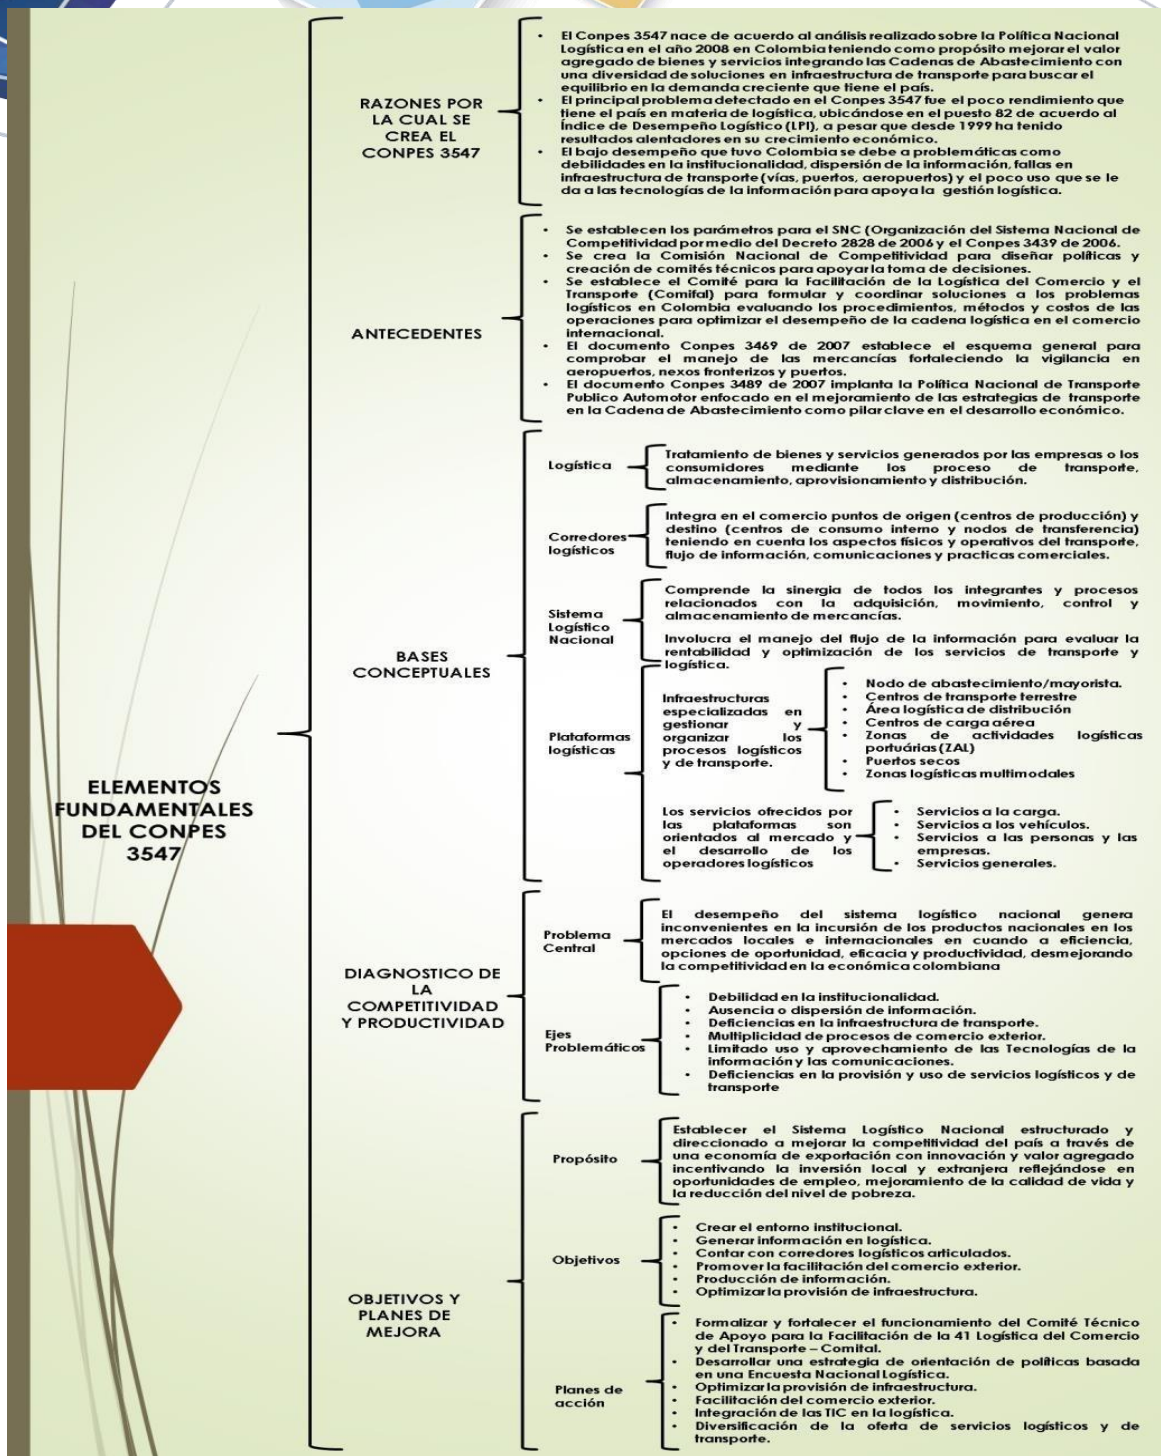 ELEMENTOS
FUNDAMENTALES
DEL CONPES
3547
RAZONES POR
LA CUAL SE
CREA EL
CONPES 3547
• El Conpes 3547 nace de acuerdo al análisis realizado sobre la Política Nacional
Logística en el año 2008 en Colombia teniendo como propósito mejorar el valor
agregado de bienes y servicios integrando las Cadenas de Abastecimiento con
una diversidad de soluciones en infraestructura de transporte para buscar el
equilibrio en la demanda creciente que tiene el país.
• El principal problema detectado en el Conpes 3547 fue el poco rendimiento que
tiene el país en materia de logística, ubicándose en el puesto 82 de acuerdo al
Índice de Desempeño Logístico (LPI), a pesar que desde 1999 ha tenido
resultados alentadores en su crecimiento económico.
• El bajo desempeño que tuvo Colombia se debe a problemáticas como
debilidades en la institucionalidad, dispersión de la información, fallas en
infraestructura de transporte (vías, puertos, aeropuertos) y el poco uso que se le
da a las tecnologías de la información para apoya la gestión logística.
ANTECEDENTES
• Se establecen los parámetros para el SNC (Organización del Sistema Nacional de
Competitividad por medio del Decreto 2828 de 2006 y el Conpes 3439 de 2006.
• Se crea la Comisión Nacional de Competitividad para diseñar políticas y
creación de comités técnicos para apoyar la toma de decisiones.
• Se establece el Comité para la Facilitación de la Logística del Comercio y el
Transporte (Comifal) para formular y coordinar soluciones a los problemas
logísticos en Colombia evaluando los procedimientos, métodos y costos de las
operaciones para optimizar el desempeño de la cadena logística en el comercio
internacional.
• El documento Conpes 3469 de 2007 establece el esquema general para
comprobar el manejo de las mercancías fortaleciendo la vigilancia en
aeropuertos, nexos fronterizos y puertos.
• El documento Conpes 3489 de 2007 implanta la Política Nacional de Transporte
Publico Automotor enfocado en el mejoramiento de las estrategias de transporte
en la Cadena de Abastecimiento como pilar clave en el desarrollo económico.
BASES
CONCEPTUALES
Logística
Tratamiento de bienes y servicios generados por las empresas o los
consumidores mediante los proceso de transporte,
almacenamiento, aprovisionamiento y distribución.
Corredores
logísticos
Integra en el comercio puntos de origen (centros de producción) y
destino (centros de consumo interno y nodos de transferencia)
teniendo en cuenta los aspectos físicos y operativos del transporte,
flujo de información, comunicaciones y practicas comerciales.
Sistema
Logístico
Nacional
Comprende la sinergia de todos los integrantes y procesos
relacionados con la adquisición, movimiento, control y
almacenamiento de mercancías.
Involucra el manejo del flujo de la información para evaluar la
rentabilidad y optimización de los servicios de transporte y
logística.
Plataformas
logísticas
Infraestructuras
especializadas en
gestionar y
organizar los
procesos logísticos
y de transporte.
• Nodo de abastecimiento/mayorista.
• Centros de transporte terrestre
• Área logística de distribución
• Centros de carga aérea
• Zonas de actividades logísticas
portuárias (ZAL)
• Puertos secos
• Zonas logísticas multimodales
Los servicios ofrecidos por
las plataformas son
orientados al mercado y
el desarrollo de los
operadores logísticos
• Servicios a la carga.
• Servicios a los vehículos.
• Servicios a las personas y las
empresas.
• Servicios generales.
DIAGNOSTICO DE
LA
COMPETITIVIDAD
Y PRODUCTIVIDAD
Problema
Central
El desempeño del sistema logístico nacional genera
inconvenientes en la incursión de los productos nacionales en los
mercados locales e internacionales en cuando a eficiencia,
opciones de oportunidad, eficacia y productividad, desmejorando
la competitividad en la económica colombiana
Ejes
Problemáticos
• Debilidad en la institucionalidad.
• Ausencia o dispersión de información.
• Deficiencias en la infraestructura de transporte.
• Multiplicidad de procesos de comercio exterior.
• Limitado uso y aprovechamiento de las Tecnologías de la
información y las comunicaciones.
• Deficiencias en la provisión y uso de servicios logísticos y de
transporte
OBJETIVOS Y
PLANES DE
MEJORA
Propósito
Establecer el Sistema Logístico Nacional estructurado y
direccionado a mejorar la competitividad del país a través de
una economía de exportación con innovación y valor agregado
incentivando la inversión local y extranjera reflejándose en
oportunidades de empleo, mejoramiento de la calidad de vida y
la reducción del nivel de pobreza.
Objetivos
• Crear el entorno institucional.
• Generar información en logística.
• Contar con corredores logísticos articulados.
• Promover la facilitación del comercio exterior.
• Producción de información.
• Optimizar la provisión de infraestructura.
Planes de
acción
• Formalizar y fortalecer el funcionamiento del Comité Técnico
de Apoyo para la Facilitación de la 41 Logística del Comercio
y del Transporte – Comital.
• Desarrollar una estrategia de orientación de políticas basada
en una Encuesta Nacional Logística.
• Optimizar la provisión de infraestructura.
• Facilitación del comercio exterior.
• Integración de las TIC en la logística.
• Diversificación de la oferta de servicios logísticos y de
transporte.